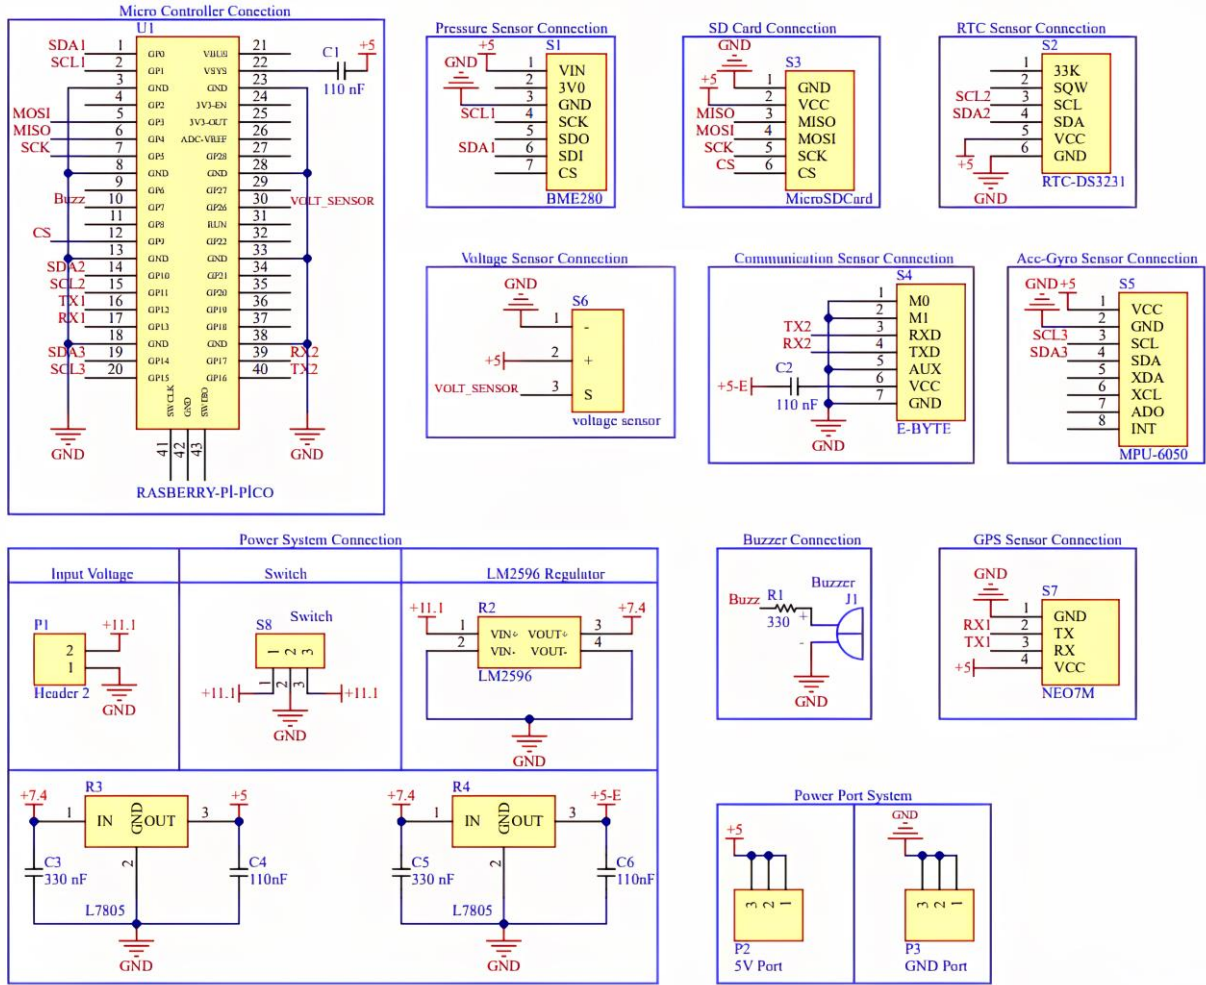 Micro Controller Conection
U1
SDA1 1 GP0 VBUS 21
SCL1 2 GP1 VSYS 22
C1
+5
110 nF
3 GND GND 23
4 GP2 3V3-EN 24
MOSI 5 GP3 3V3-OUT 25
MISO 6 GP4 ADC-VREF 26
SCK 7 GP5 GP28 27
8 GND GND 28
9 GP6 GP27 29
Buzz 10 GP7 GP26 30 VOLT_SENSOR
11 GP8 RUN 31
CS 12 GP9 GP22 32
13 GND GND 33
SDA2 14 GP10 GP21 34
SCL2 15 GP11 GP20 35
TX1 16 GP12 GP19 36
RX1 17 GP13 GP18 37
18 GND GND 38
SDA3 19 GP14 GP17 39 RX2
SCL3 20 GP15 GP16 40 TX2
SWCLK GND SWDIO
41 42 43
GND
GND
RASBERRY-PI-PICO
Pressure Sensor Connection
+5
S1
GND
1 VIN
2 3V0
3 GND
SCL1 4 SCK
5 SDO
SDA1 6 SDI
7 CS
BME280
SD Card Connection
GND
S3
+5
1 GND
2 VCC
MISO 3 MISO
MOSI 4 MOSI
SCK 5 SCK
CS 6 CS
MicroSDCard
RTC Sensor Connection
S2
1 33K
2 SQW
SCL2 3 SCL
SDA2 4 SDA
5 VCC
6 GND
+5
GND
RTC-DS3231
Voltage Sensor Connection
GND
S6
1 -
+5 2 +
VOLT_SENSOR 3 S
voltage sensor
Communication Sensor Connection
S4
1 M0
2 M1
TX2 3 RXD
RX2 4 TXD
5 AUX
+5-E C2 6 VCC
110 nF 7 GND
GND
E-BYTE
Acc-Gyro Sensor Connection
GND +5
S5
1 VCC
2 GND
SCL3 3 SCL
SDA3 4 SDA
5 XDA
6 XCL
7 ADO
8 INT
MPU-6050
Power System Connection
Input Voltage
P1
+11.1
2
1
Header 2
GND
Switch
Switch
S8
1 2 3
1 2 3
+11.1 +11.1
GND
LM2596 Regulator
+11.1 R2 +7.4
1 VIN+ VOUT+ 3
2 VIN- VOUT- 4
LM2596
GND
+7.4 R3 +5
1 IN GND OUT 3
2
C3
330 nF
C4
110nF
L7805
GND
+7.4 R4 +5-E
1 IN GND OUT 3
2
C5
330 nF
C6
110nF
L7805
GND
Buzzer Connection
Buzzer
Buzz R1 J1
330 +
-
GND
GPS Sensor Connection
GND
S7
1 GND
RX1 2 TX
TX1 3 RX
+5 4 VCC
NEO7M
Power Port System
+5
3 2 1
P2
5V Port
GND
3 2 1
P3
GND Port